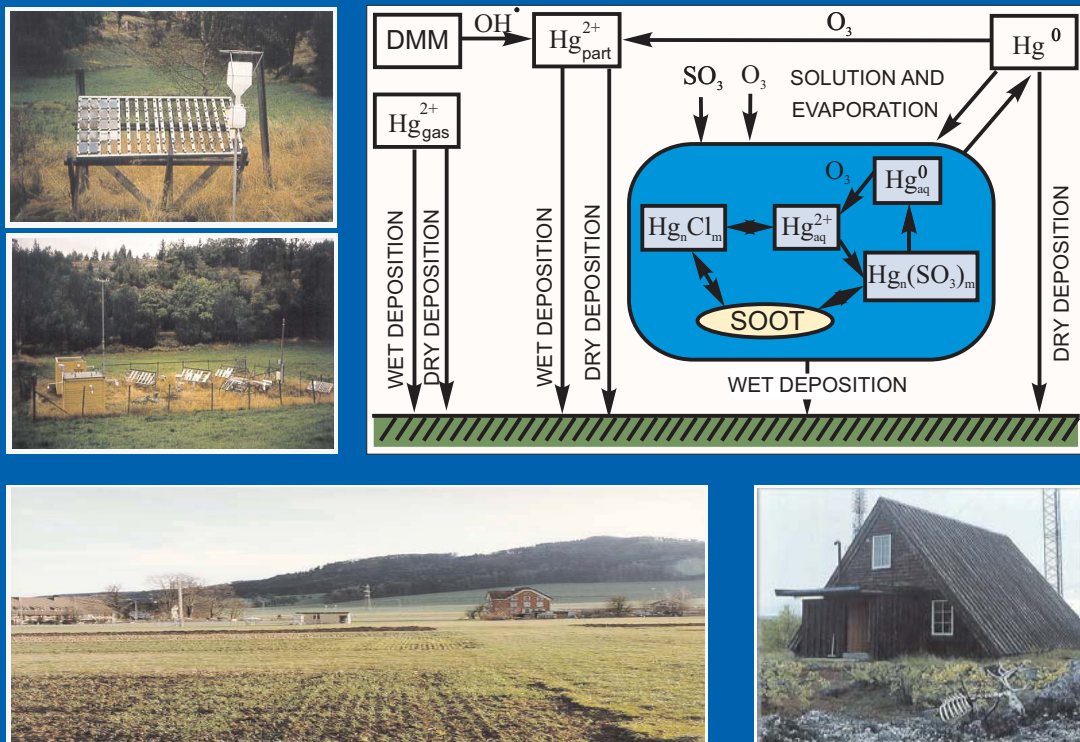 DMM
OH•
Hg²⁺part
O₃
Hg⁰
Hg²⁺gas
SO₃
O₃
SOLUTION AND
EVAPORATION
O₃
Hg⁰aq
HgₙClₘ
Hg²⁺aq
Hgₙ(SO₃)ₘ
SOOT
WET DEPOSITION
DRY DEPOSITION
WET DEPOSITION
DRY DEPOSITION
WET DEPOSITION
DRY DEPOSITION